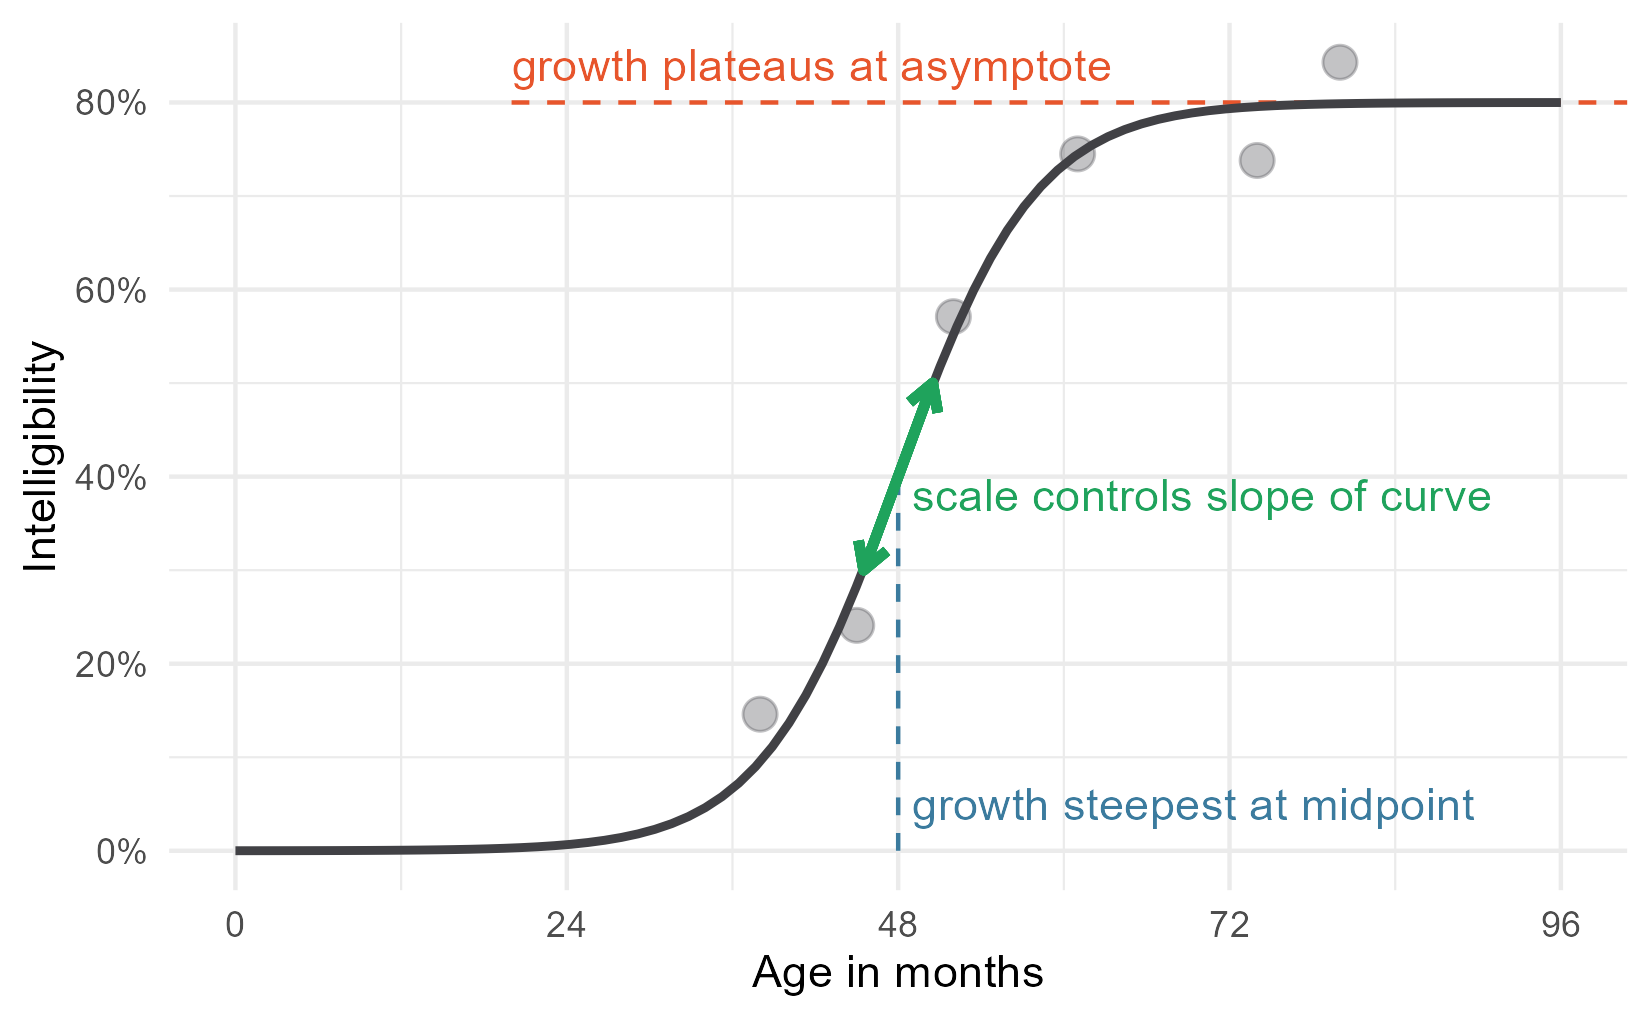 growth plateaus at asymptote
80%
60%
40%
20%
0%
Intelligibility
scale controls slope of curve
growth steepest at midpoint
0 24 48 72 96
Age in months